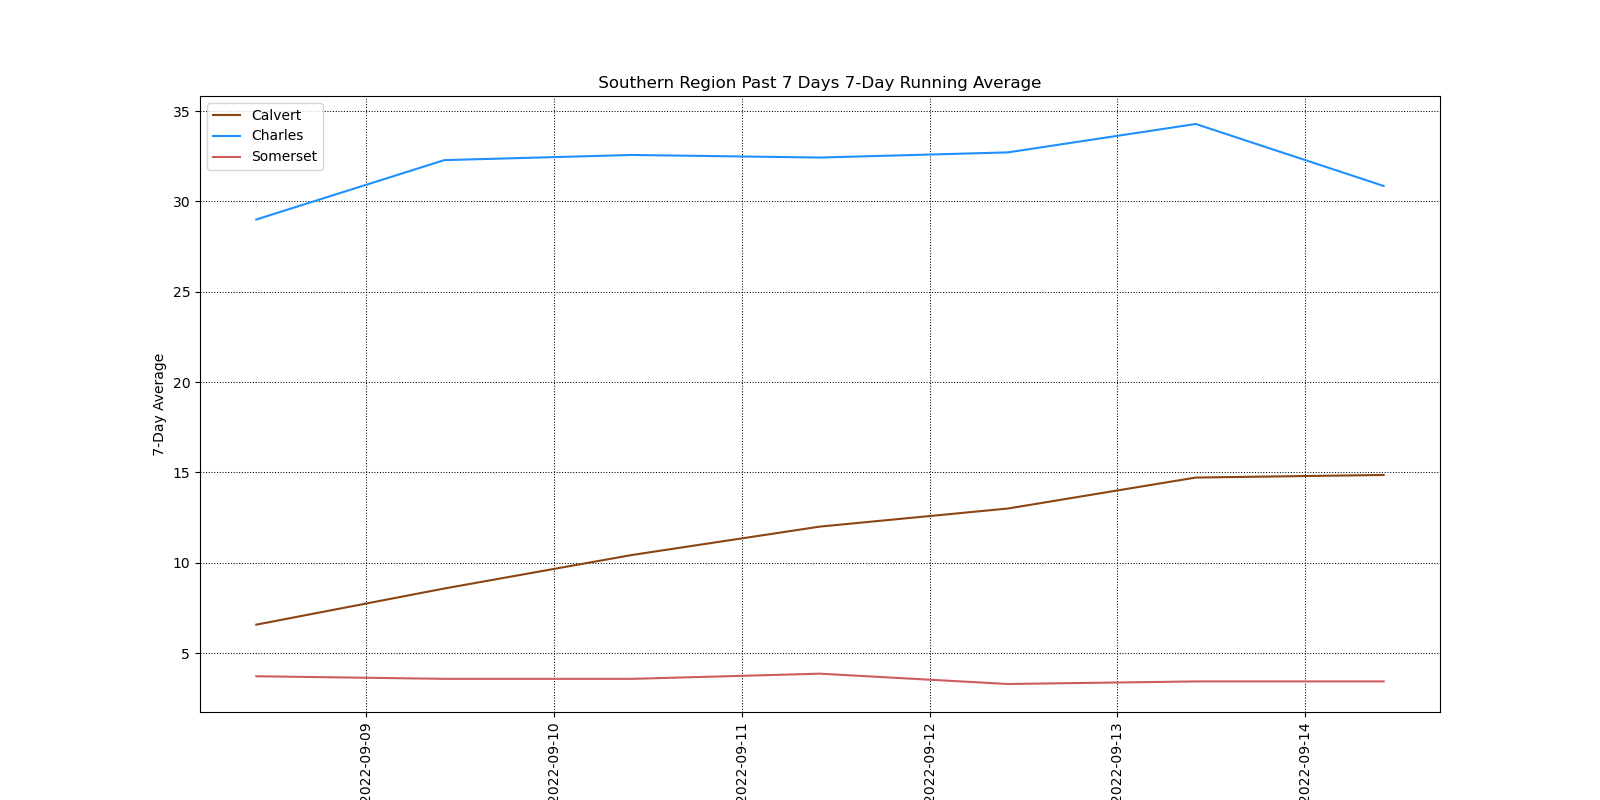 Southern Region Past 7 Days 7-Day Running Average
Calvert
Charles
Somerset
7-Day Average
35
30
25
20
15
10
5
2022-09-09
2022-09-10
2022-09-11
2022-09-12
2022-09-13
2022-09-14